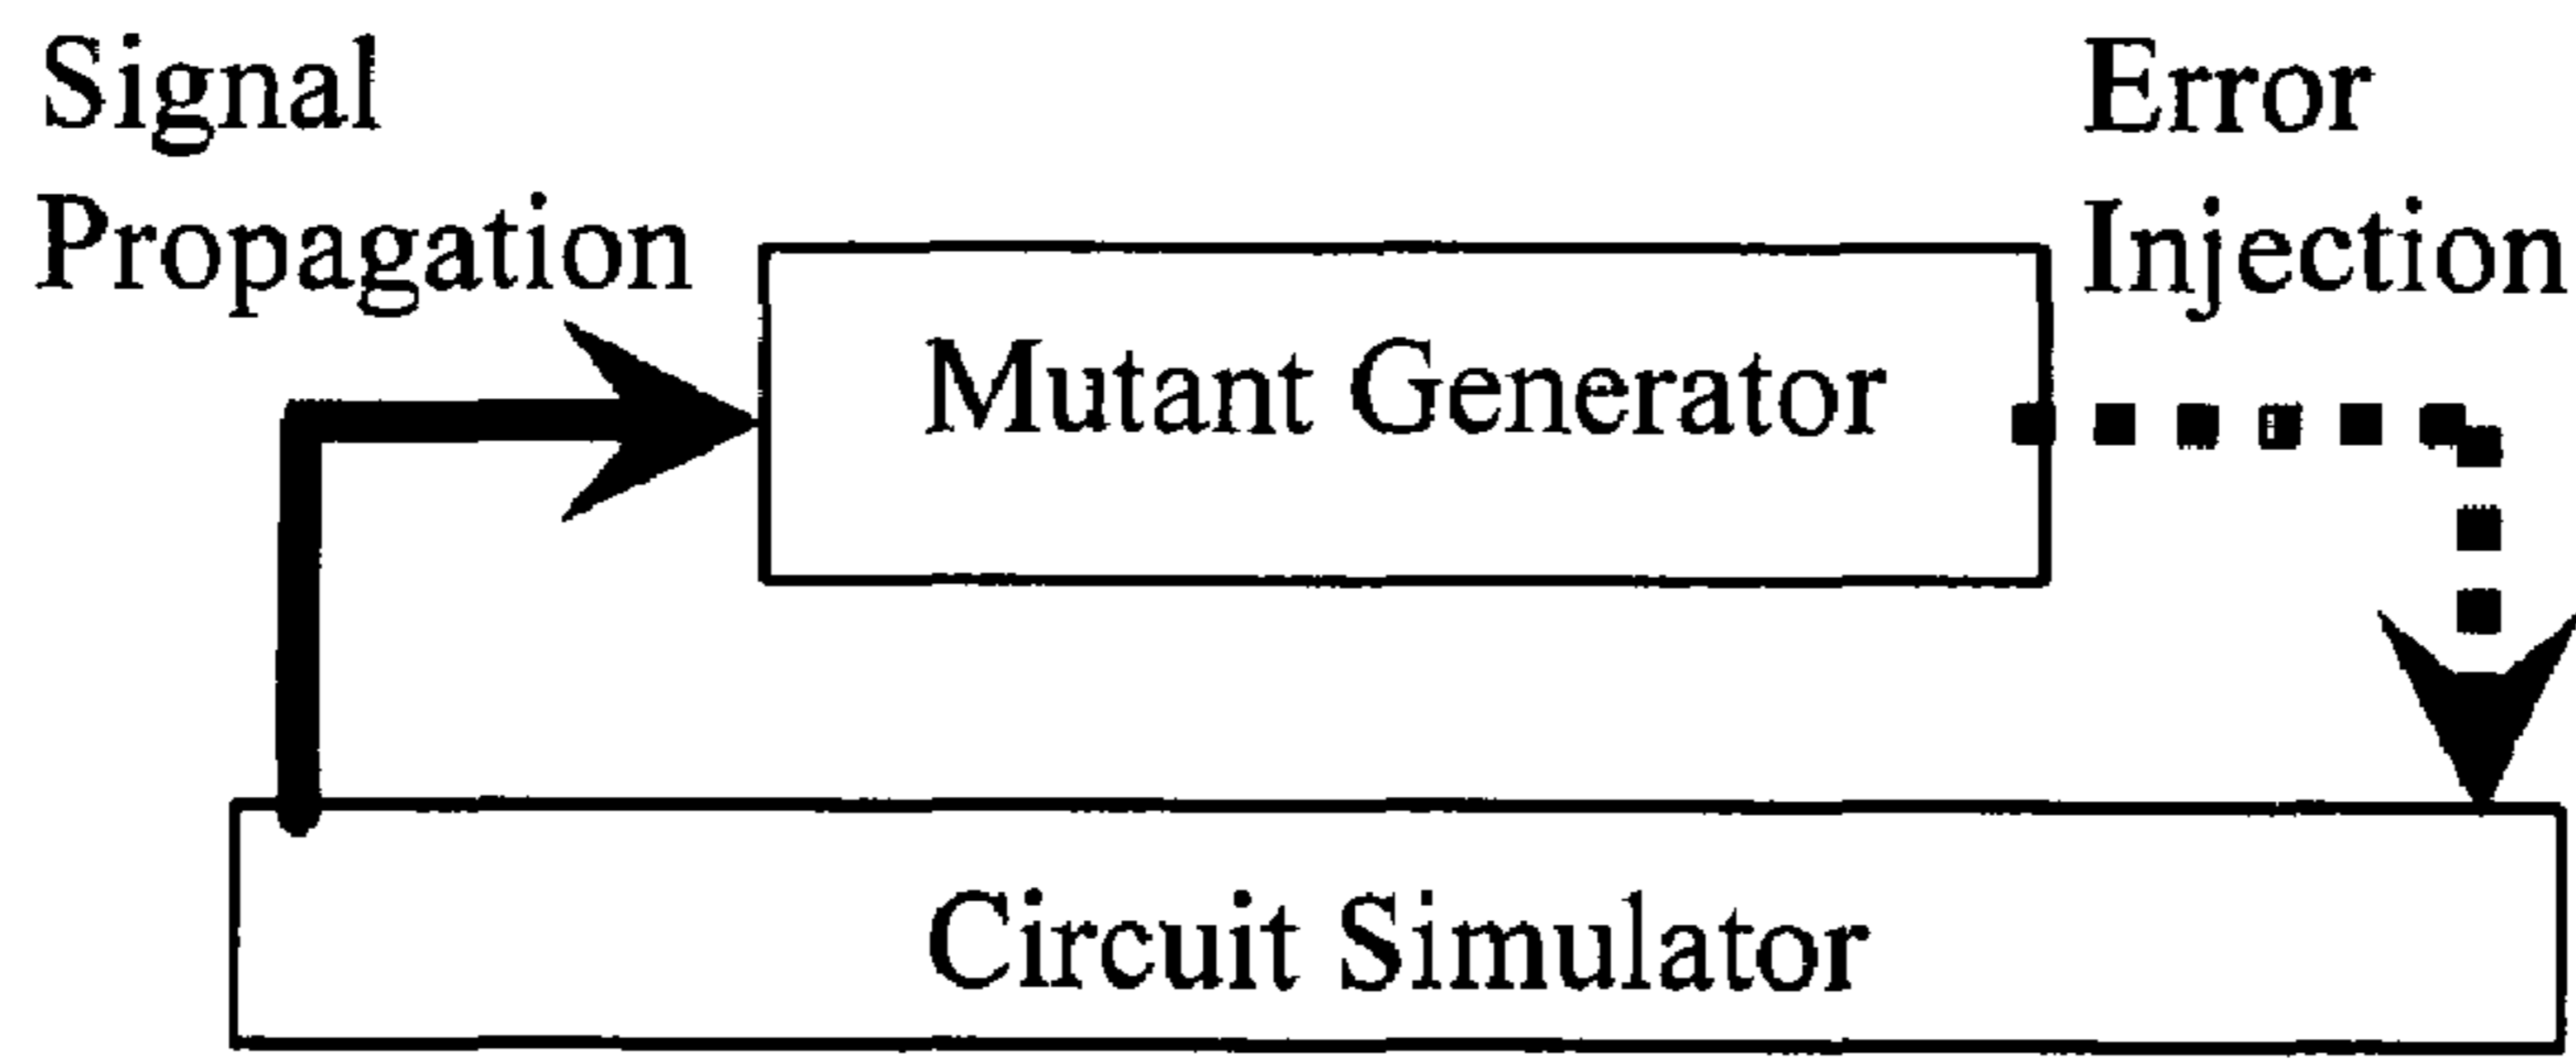 Signal
Propagation
Error
Injection
Mutant Generator
Circuit Simulator